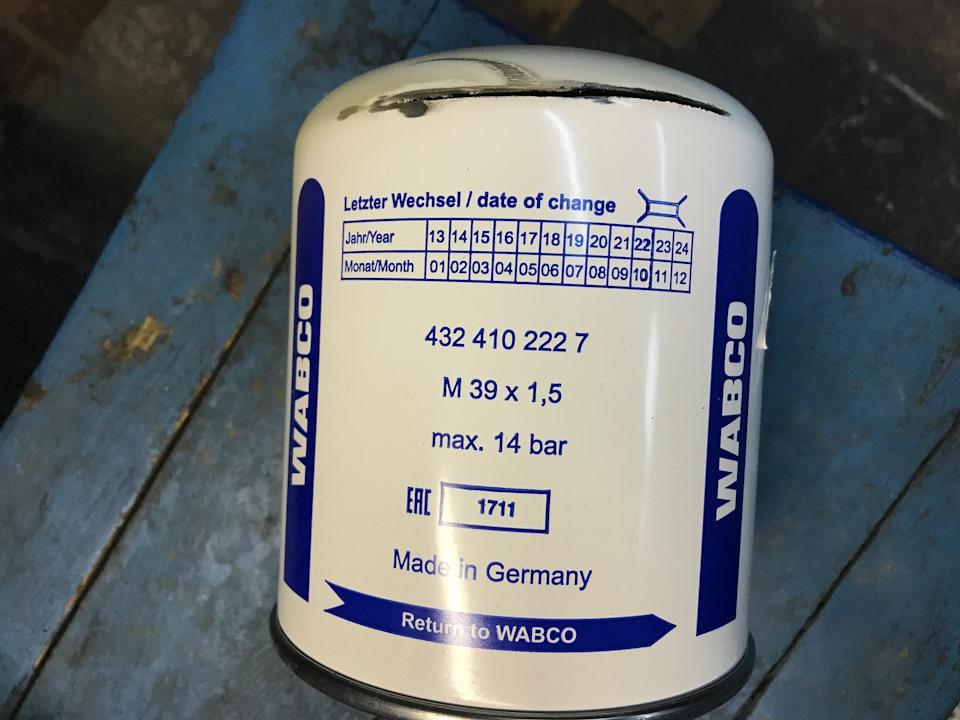 Letzter Wechsel / date of change
Jahr/Year 13 14 15 16 17 18 19 20 21 22 23 24
Monat/Month 01 02 03 04 05 06 07 08 09 10 11 12
432 410 222 7
M 39 x 1,5
max. 14 bar
EAC 1711
Made in Germany
Return to WABCO
WABCO
WABCO